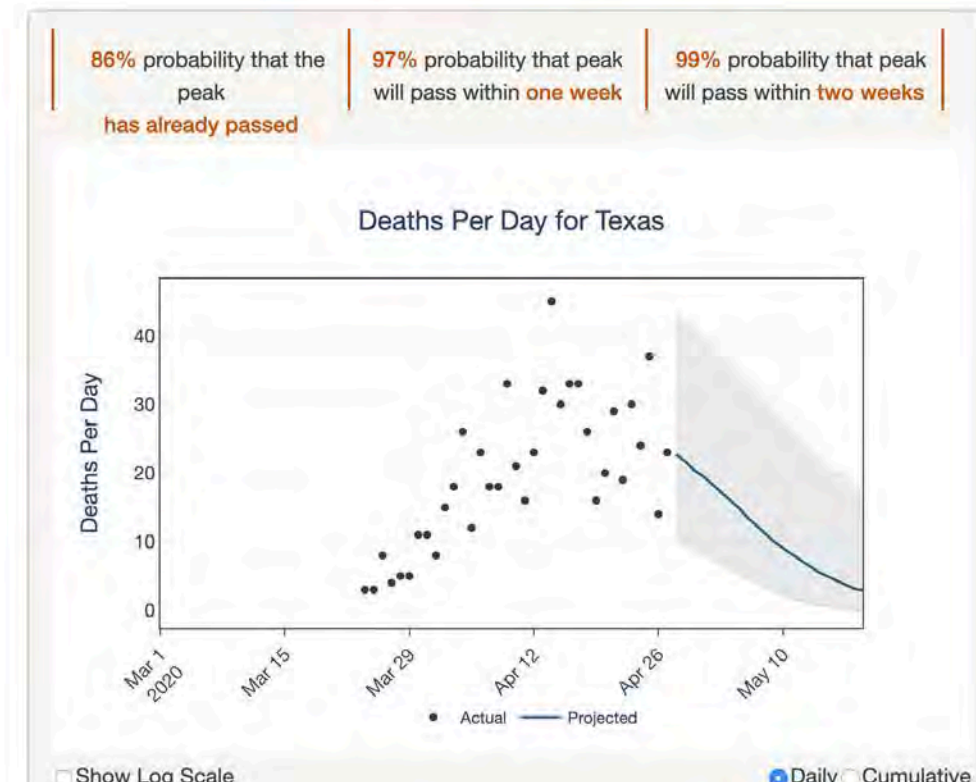 86% probability that the
peak
has already passed
97% probability that peak
will pass within one week
99% probability that peak
will pass within two weeks
Deaths Per Day for Texas
Deaths Per Day
40
30
20
10
0
Mar 1
2020
Mar 15
Mar 29
Apr 12
Apr 26
May 10
Actual
Projected
Show Log Scale
Daily
Cumulative